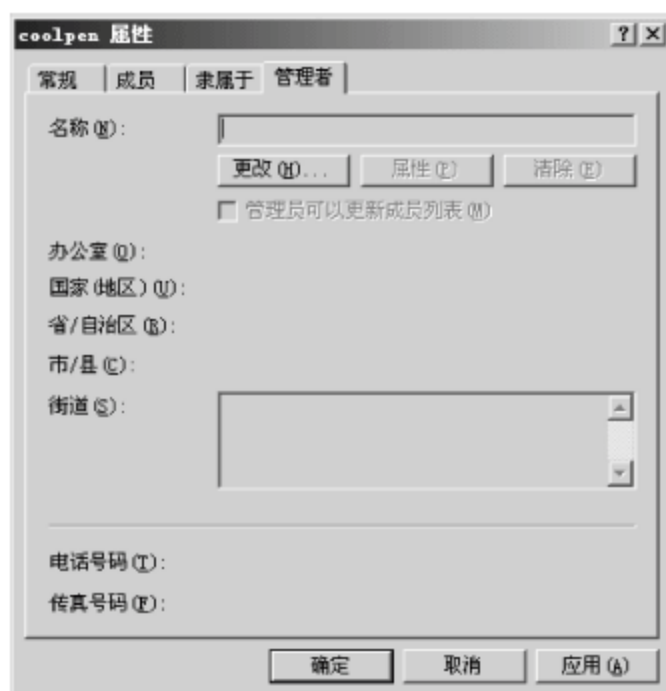 coolpen 属性
常规 成员 隶属于 管理者
名称(N):
更改(H)... 属性(P) 清除(E)
管理员可以更新成员列表(M)
办公室(O):
国家(地区)(U):
省/自治区(R):
市/县(C):
街道(S):
电话号码(T):
传真号码(F):
确定 取消 应用(A)